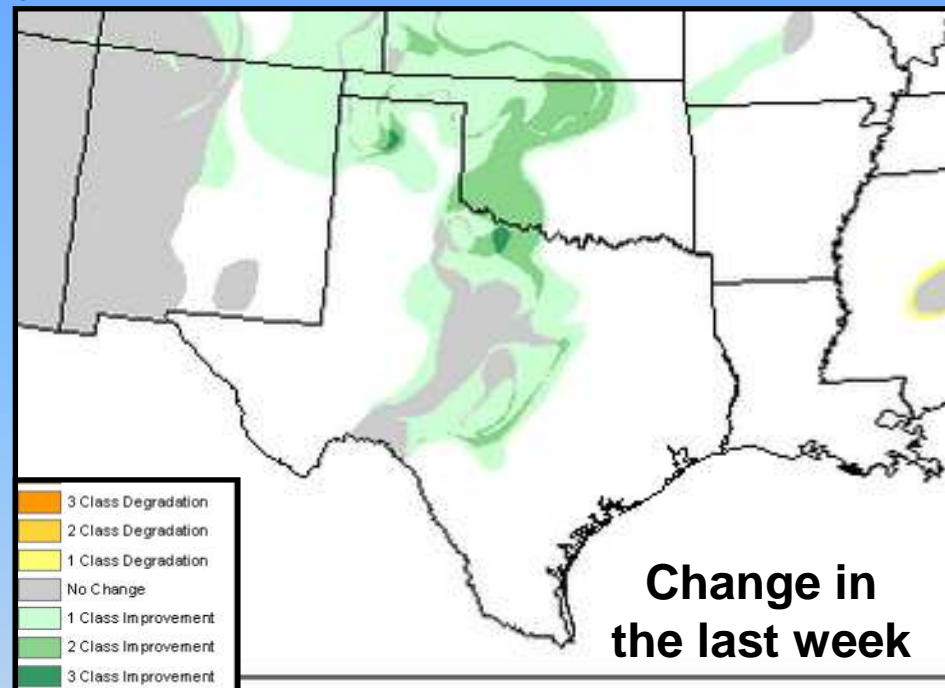 3 Class Degradation
2 Class Degradation
1 Class Degradation
No Change
1 Class Improvement
2 Class Improvement
3 Class Improvement
Change in
the last week